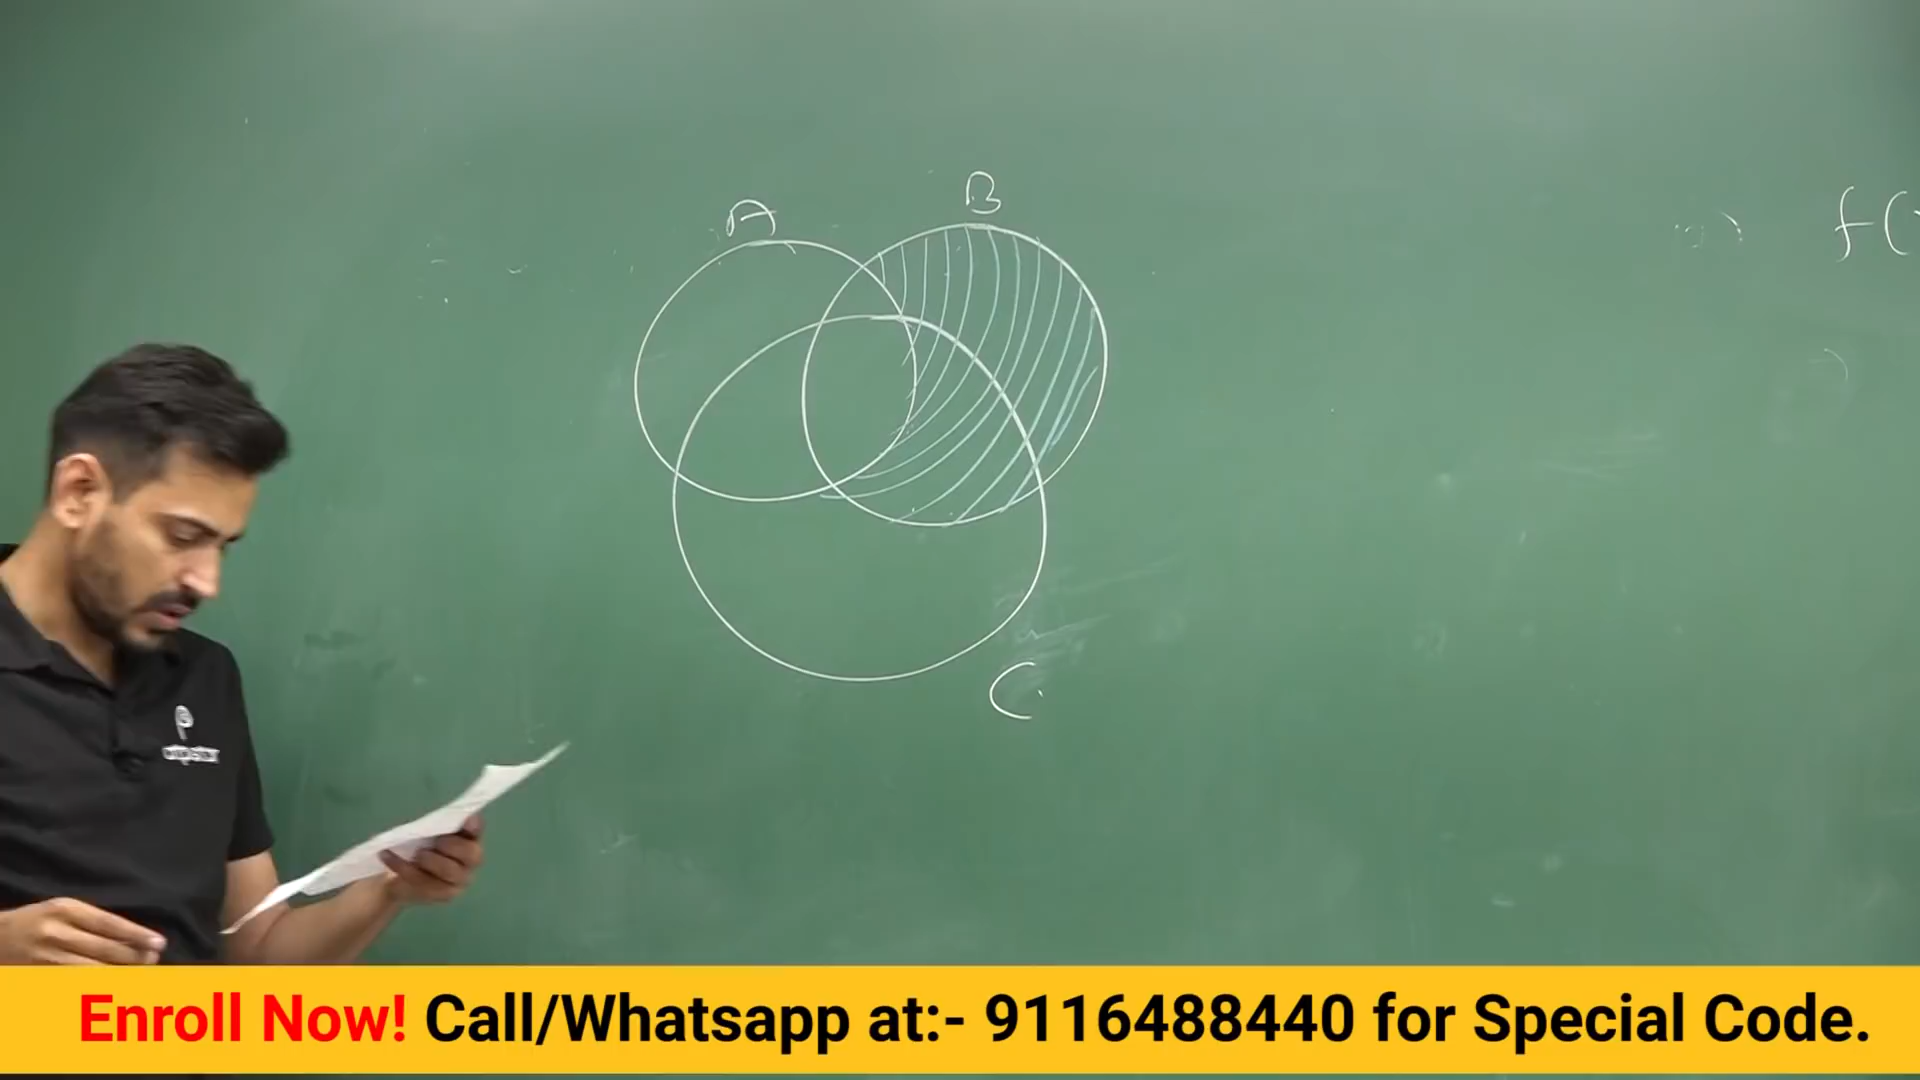 B
A
f(
C
Enroll Now! Call/Whatsapp at:- 9116488440 for Special Code.